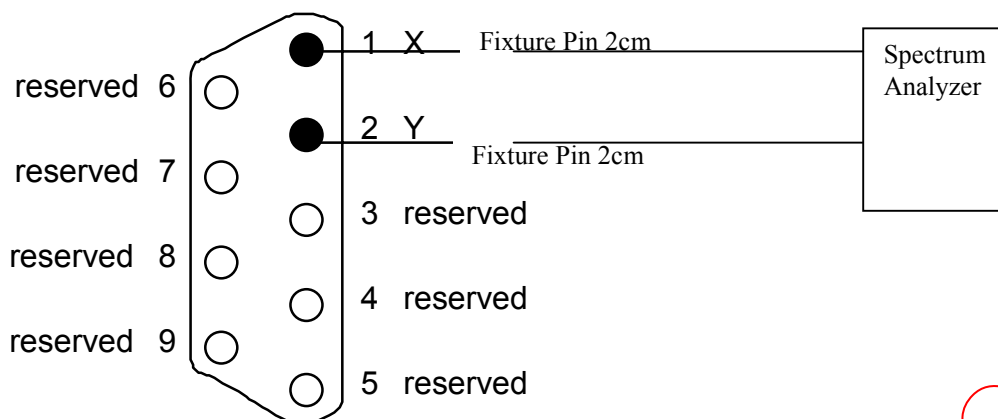 1 X Fixture Pin 2cm
Spectrum
Analyzer
reserved 6
2 Y
Fixture Pin 2cm
reserved 7
3 reserved
reserved 8
4 reserved
reserved 9
5 reserved